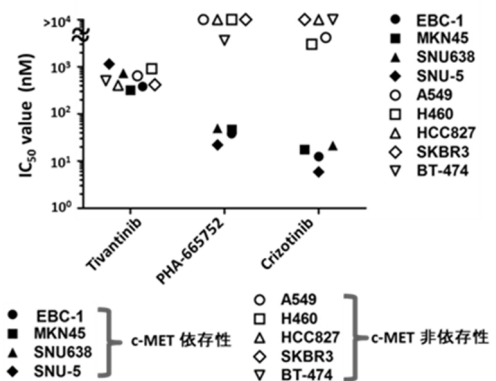 >10⁴
10³
10²
10¹
10⁰
IC₅₀ value (nM)
Tivantinib
PHA-665752
Crizotinib
EBC-1
MKN45
SNU638
SNU-5
A549
H460
HCC827
SKBR3
BT-474
EBC-1
MKN45
SNU638
SNU-5
c-MET 依存性
A549
H460
HCC827
SKBR3
BT-474
c-MET 非依存性